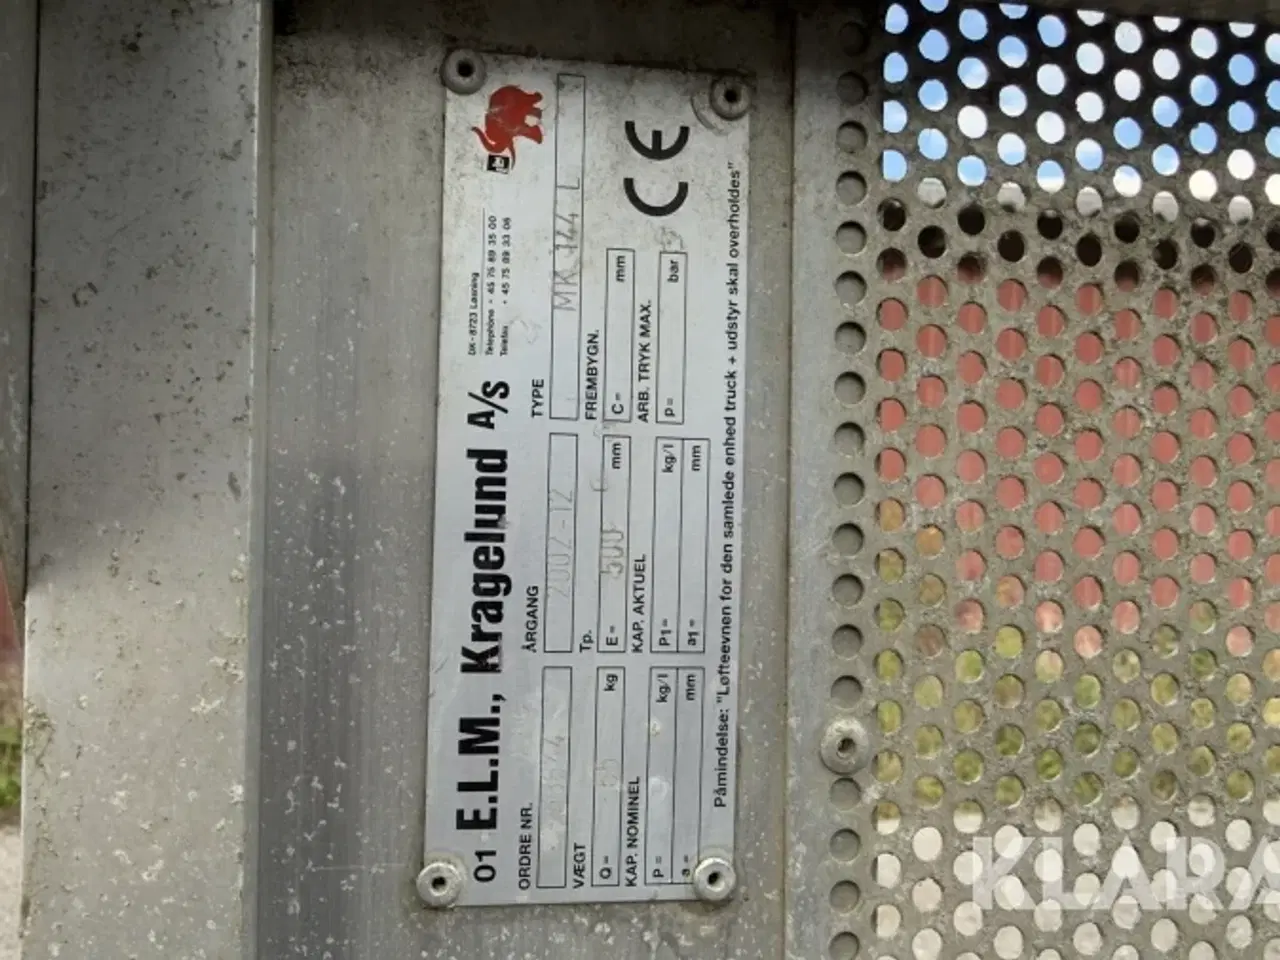 01 E.L.M., Kragelund A/S
DK-8723 Løsning
Telephone + 45 75 89 35 00
Telefax + 45 75 89 33 06
ORDRE NR. ÅRGANG 2002-12 TYPE MK 144 L
VÆGT Tp. FREMBYGN.
Q= kg E= 500 mm C= mm
KAP. NOMINEL KAP. AKTUEL ARB. TRYK MAX.
P= kg/l P1= kg/l P= bar
a= mm a1= mm
CE
Påmindelse: "Løfteevnen for den samlede enhed truck + udstyr skal overholdes"
KLARA